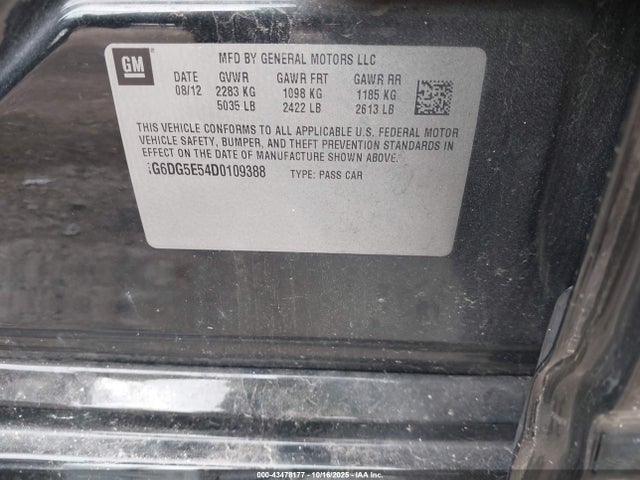 GM
MFD BY GENERAL MOTORS LLC
DATE GVWR GAWR FRT GAWR RR
08/12 2283 KG 1098 KG 1185 KG
5035 LB 2422 LB 2613 LB
THIS VEHICLE CONFORMS TO ALL APPLICABLE U.S. FEDERAL MOTOR
VEHICLE SAFETY, BUMPER, AND THEFT PREVENTION STANDARDS IN
EFFECT ON THE DATE OF MANUFACTURE SHOWN ABOVE.
G6DG5E54D0109388 TYPE: PASS CAR
000-43478177 - 10/16/2025 - © IAA, Inc.